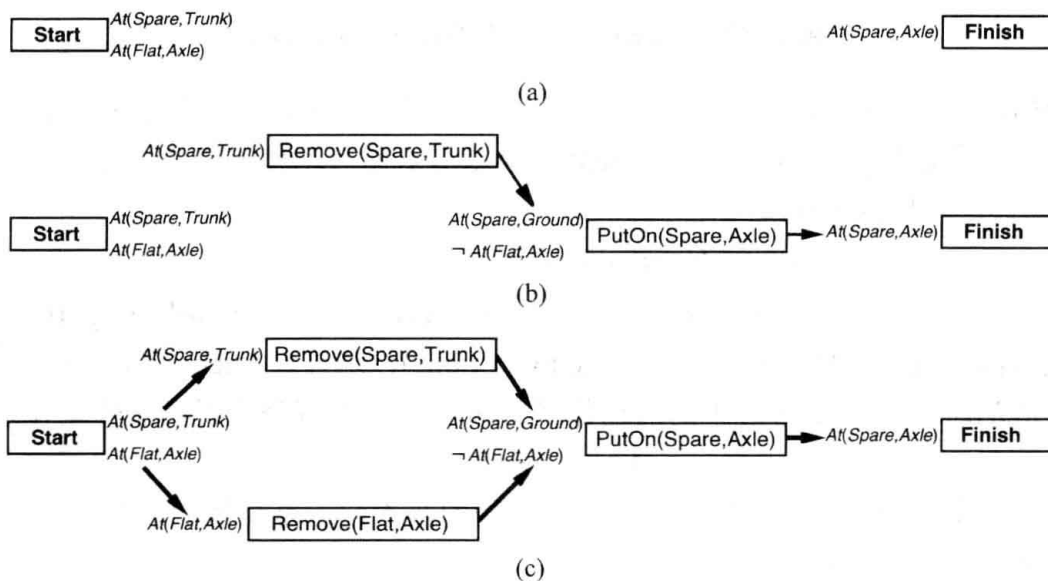 Start At(Spare,Trunk) At(Flat,Axle) At(Spare,Axle) Finish
(a)
At(Spare,Trunk) Remove(Spare,Trunk)
Start At(Spare,Trunk) At(Flat,Axle) At(Spare,Ground) ¬ At(Flat,Axle) PutOn(Spare,Axle) At(Spare,Axle) Finish
(b)
At(Spare,Trunk) Remove(Spare,Trunk)
Start At(Spare,Trunk) At(Flat,Axle) At(Spare,Ground) ¬ At(Flat,Axle) PutOn(Spare,Axle) At(Spare,Axle) Finish
At(Flat,Axle) Remove(Flat,Axle)
(c)